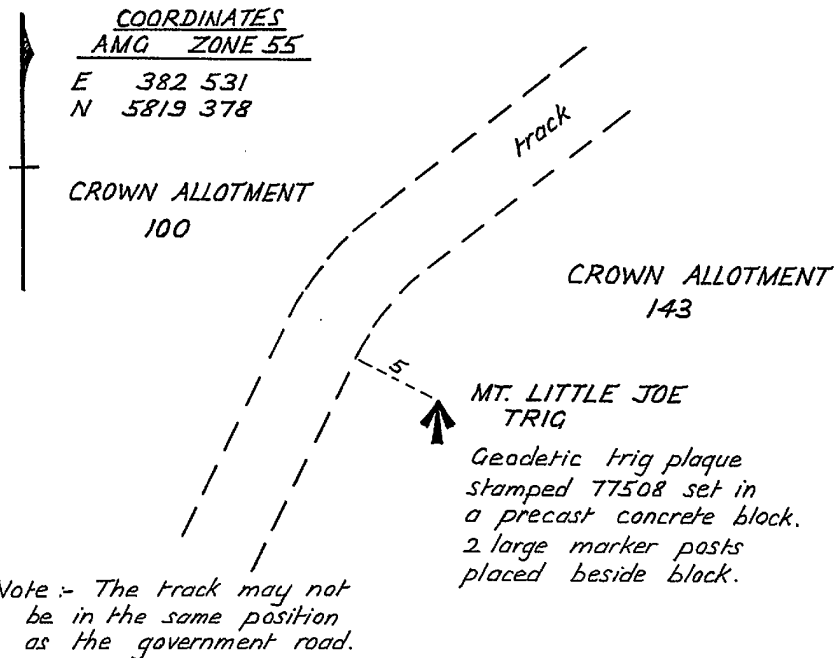 COORDINATES
AMG ZONE 55
E 382 531
N 5819 378
CROWN ALLOTMENT
100
track
CROWN ALLOTMENT
143
5
MT. LITTLE JOE
TRIG
Geodetic trig plaque
stamped 77508 set in
a precast concrete block.
2 large marker posts
placed beside block.
Note :- The track may not
be in the same position
as the government road.